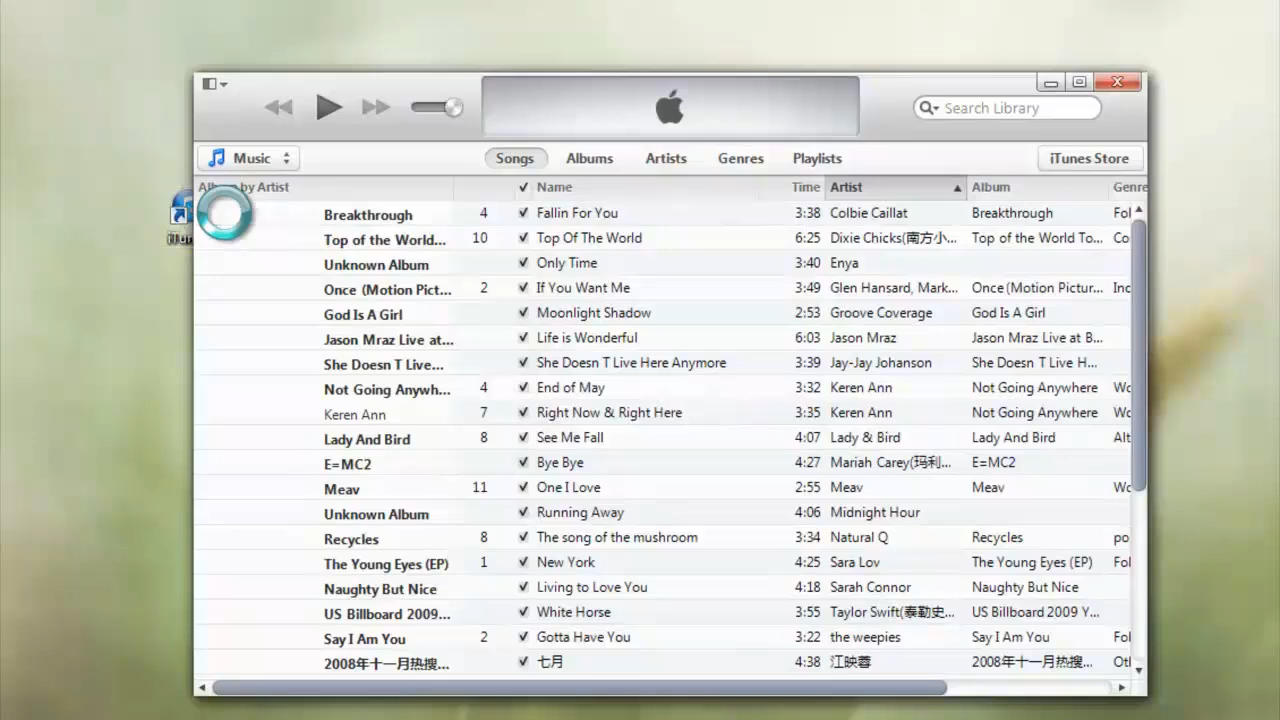 Search Library
Music Songs Albums Artists Genres Playlists iTunes Store
by Artist ✓ Name Time Artist Album Genre
Breakthrough 4 ✓ Fallin For You 3:38 Colbie Caillat Breakthrough Fol
Top of the World... 10 ✓ Top Of The World 6:25 Dixie Chicks(南方小... Top of the World To... Co
Unknown Album ✓ Only Time 3:40 Enya
Once (Motion Pict... 2 ✓ If You Want Me 3:49 Glen Hansard, Mark... Once (Motion Pictur... Ind
God Is A Girl ✓ Moonlight Shadow 2:53 Groove Coverage God Is A Girl
Jason Mraz Live at... ✓ Life is Wonderful 6:03 Jason Mraz Jason Mraz Live at B...
She Doesn T Live... ✓ She Doesn T Live Here Anymore 3:39 Jay-Jay Johanson She Doesn T Live H...
Not Going Anywh... 4 ✓ End of May 3:32 Keren Ann Not Going Anywhere Wo
Keren Ann 7 ✓ Right Now & Right Here 3:35 Keren Ann Not Going Anywhere Wo
Lady And Bird 8 ✓ See Me Fall 4:07 Lady & Bird Lady And Bird Alt
E=MC2 ✓ Bye Bye 4:27 Mariah Carey(玛利... E=MC2
Meav 11 ✓ One I Love 2:55 Meav Meav Wo
Unknown Album ✓ Running Away 4:06 Midnight Hour
Recycles 8 ✓ The song of the mushroom 3:34 Natural Q Recycles po
The Young Eyes (EP) 1 ✓ New York 4:25 Sara Lov The Young Eyes (EP) Fol
Naughty But Nice ✓ Living to Love You 4:18 Sarah Connor Naughty But Nice
US Billboard 2009... ✓ White Horse 3:55 Taylor Swift(泰勒史... US Billboard 2009 Y...
Say I Am You 2 ✓ Gotta Have You 3:22 the weepies Say I Am You Fol
2008年十一月热搜... ✓ 七月 4:38 江映蓉 2008年十一月热搜... Ot